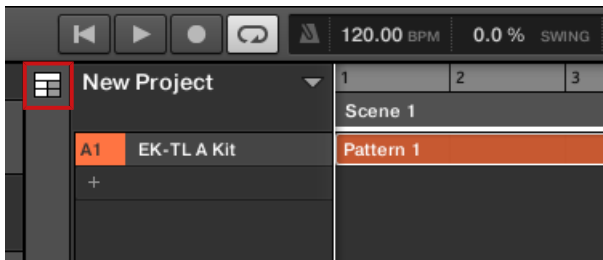 120.00 BPM 0.0 % SWING
New Project 1 2 3
Scene 1
A1 EK-TL A Kit Pattern 1
+